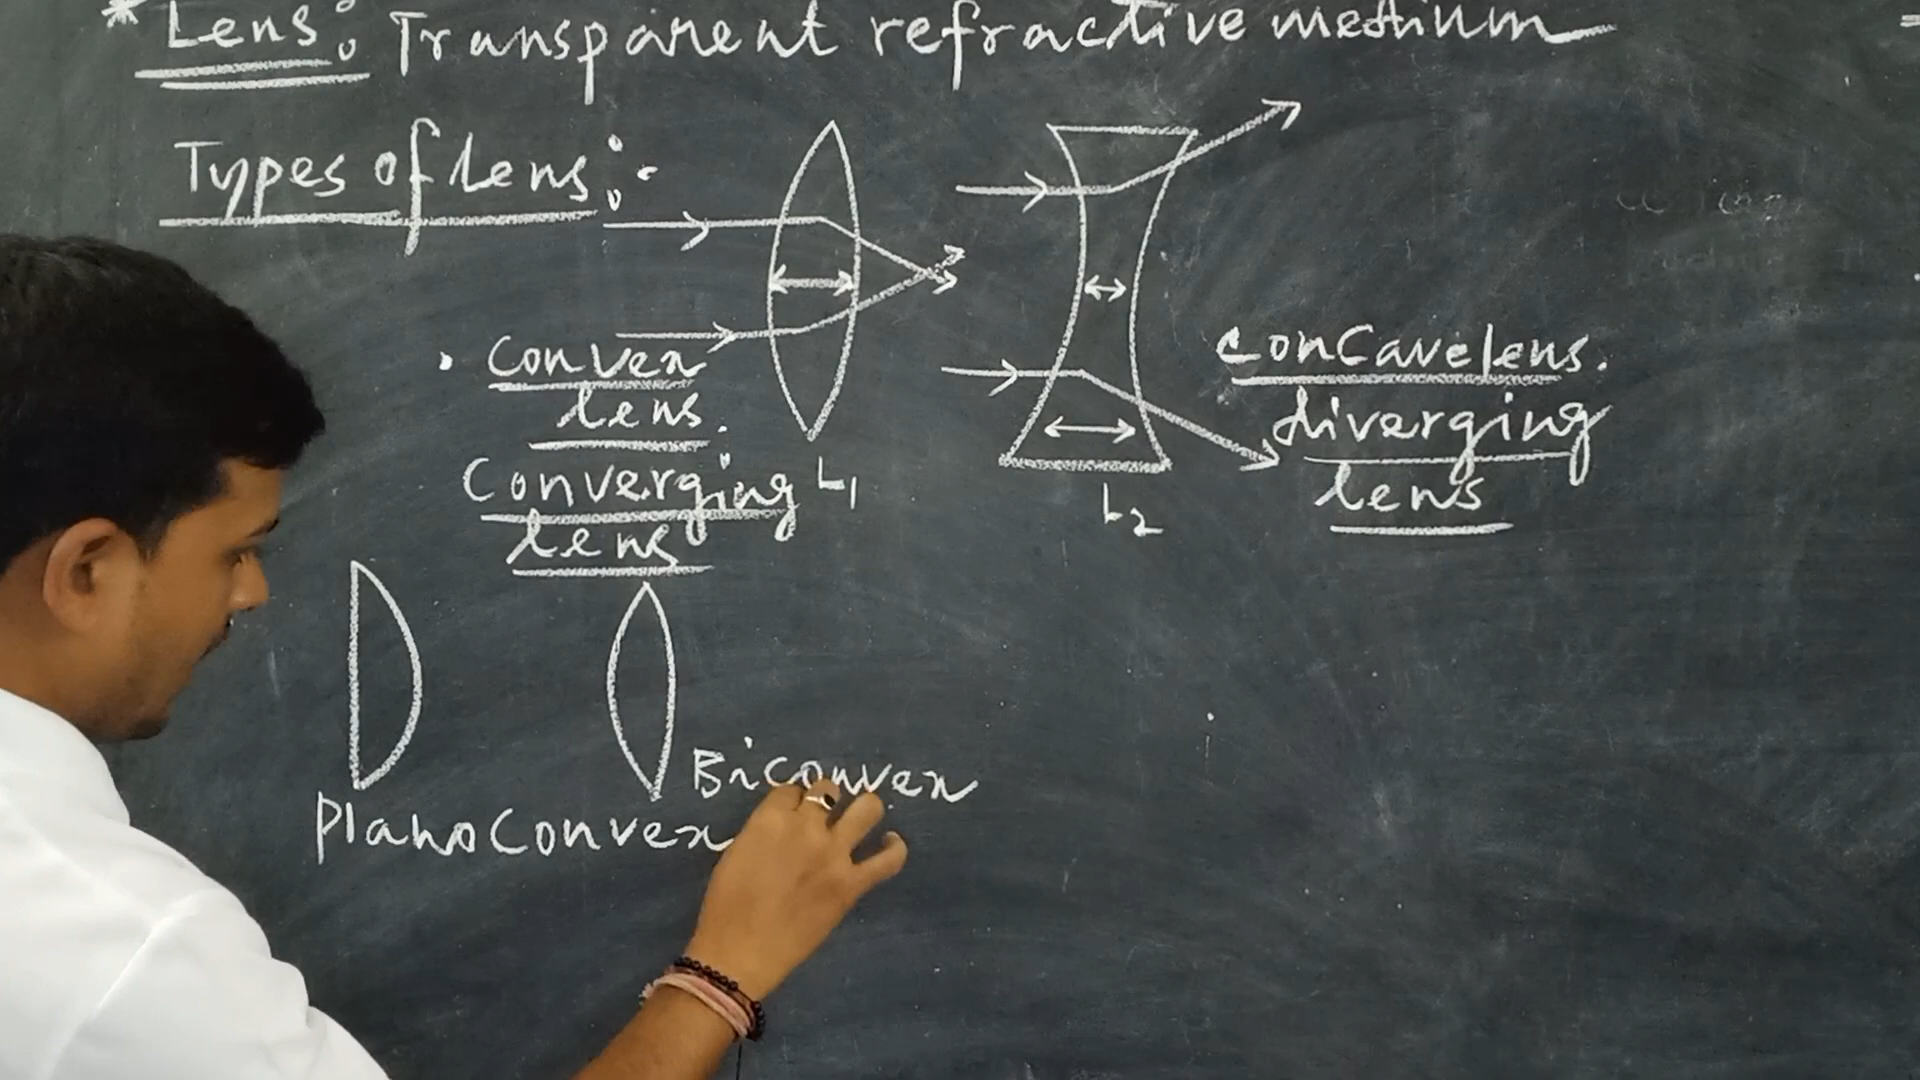 * Lens: Transparent refractive medium
Types of lens:-
. Convex
lens.
Converging
lens
L1
L2
concave lens.
diverging
lens
Plano Convex
Biconvex